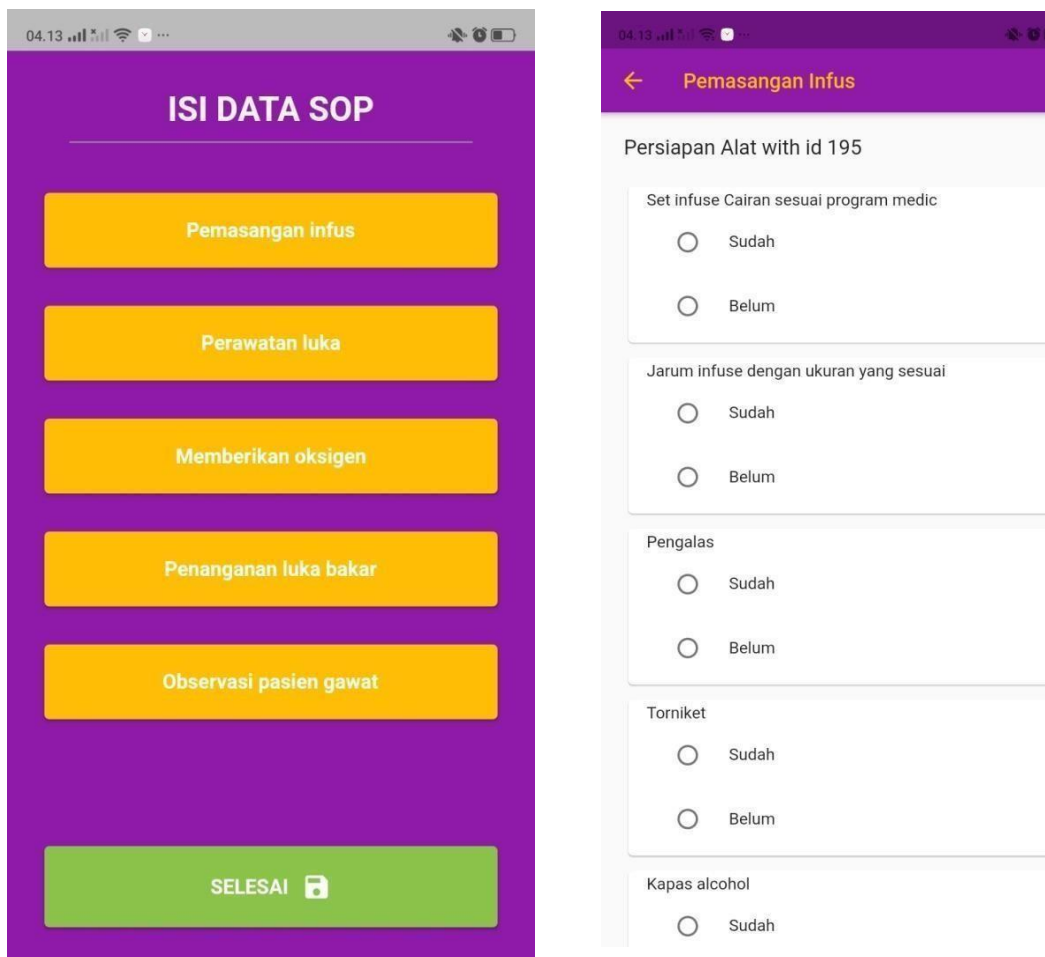 04.13
ISI DATA SOP
Pemasangan infus
Perawatan luka
Memberikan oksigen
Penanganan luka bakar
Observasi pasien gawat
SELESAI
04.13
Pemasangan Infus
Persiapan Alat with id 195
Set infuse Cairan sesuai program medic
Sudah
Belum
Jarum infuse dengan ukuran yang sesuai
Sudah
Belum
Pengalas
Sudah
Belum
Torniket
Sudah
Belum
Kapas alcohol
Sudah